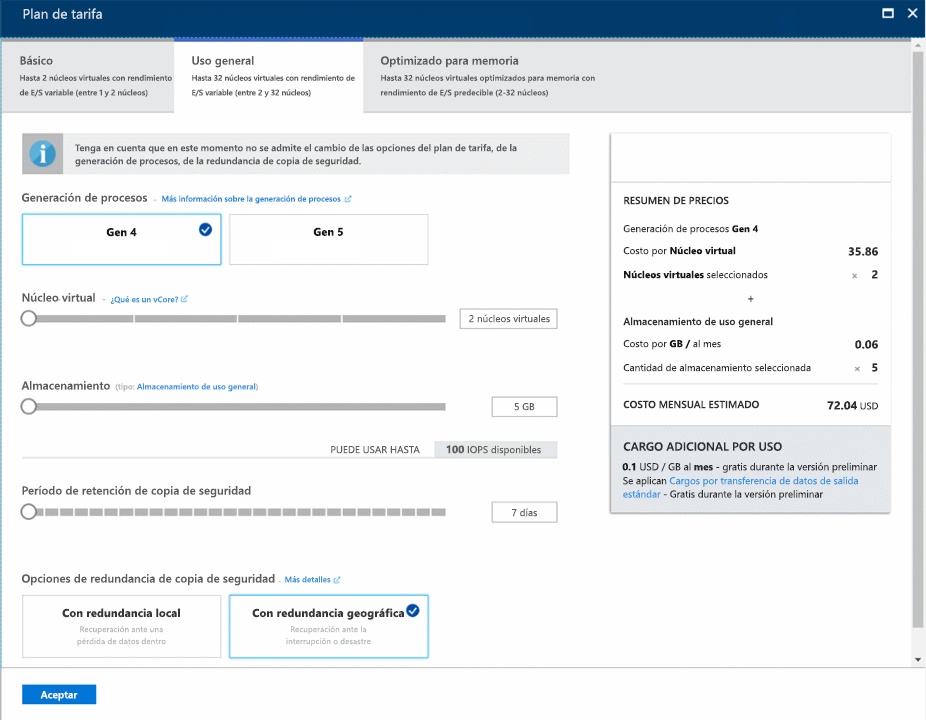 Plan de tarifa
Básico
Hasta 2 núcleos virtuales con rendimiento
de E/S variable (entre 1 y 2 núcleos)
Uso general
Hasta 32 núcleos virtuales con rendimiento de
E/S variable (entre 2 y 32 núcleos)
Optimizado para memoria
Hasta 32 núcleos virtuales optimizados para memoria con
rendimiento de E/S predecible (2-32 núcleos)
Tenga en cuenta que en este momento no se admite el cambio de las opciones del plan de tarifa, de la
generación de procesos, de la redundancia de copia de seguridad.
Generación de procesos - Más información sobre la generación de procesos
Gen 4
Gen 5
Núcleo virtual - ¿Qué es un vCore?
2 núcleos virtuales
Almacenamiento (tipo: Almacenamiento de uso general)
5 GB
PUEDE USAR HASTA 100 IOPS disponibles
Período de retención de copia de seguridad
7 días
Opciones de redundancia de copia de seguridad - Más detalles
Con redundancia local
Recuperación ante una
pérdida de datos dentro
Con redundancia geográfica
Recuperación ante la
interrupción o desastre
Aceptar
RESUMEN DE PRECIOS
Generación de procesos Gen 4
Costo por Núcleo virtual 35.86
Núcleos virtuales seleccionados × 2
+
Almacenamiento de uso general
Costo por GB / al mes 0.06
Cantidad de almacenamiento seleccionada × 5
COSTO MENSUAL ESTIMADO 72.04 USD
CARGO ADICIONAL POR USO
0.1 USD / GB al mes - gratis durante la versión preliminar
Se aplican Cargos por transferencia de datos de salida
estándar - Gratis durante la versión preliminar